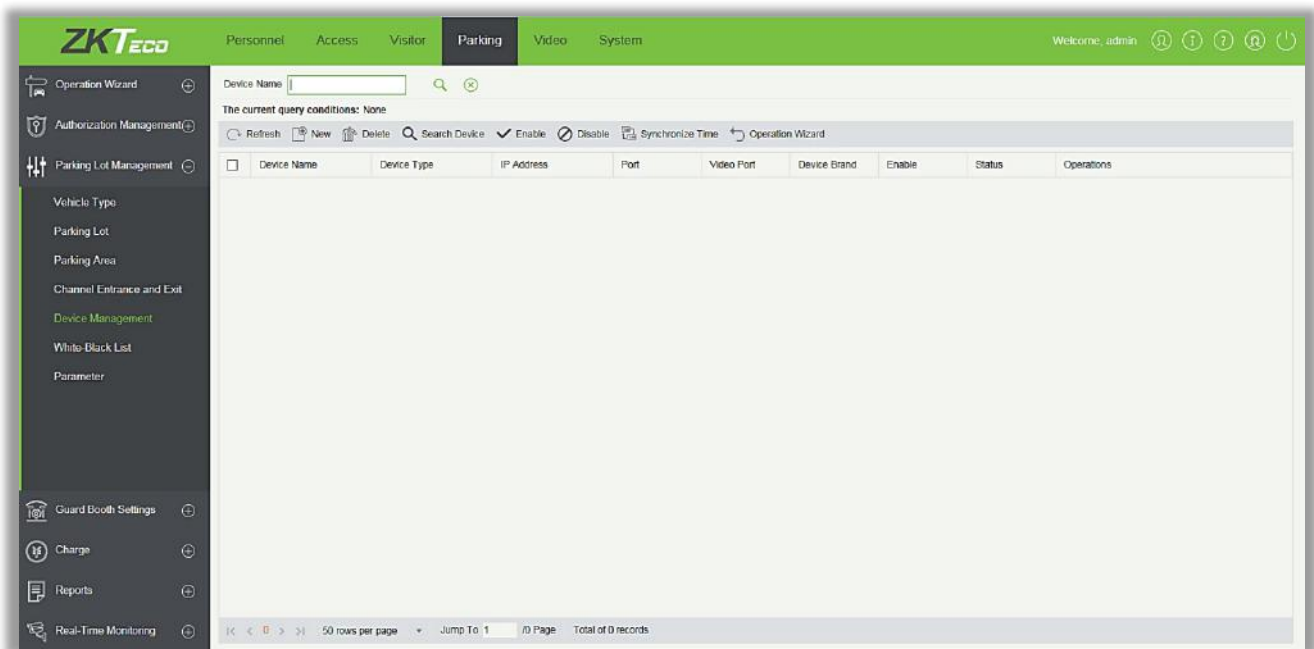 ZKTeco
Personnel Access Visitor Parking Video System
Welcome, admin
Operation Wizard
Authorization Management
Parking Lot Management
Vehicle Type
Parking Lot
Parking Area
Channel Entrance and Exit
Device Management
White-Black List
Parameter
Guard Booth Settings
Charge
Reports
Real-Time Monitoring
Device Name
The current query conditions: None
Refresh New Delete Search Device Enable Disable Synchronize Time Operation Wizard
Device Name Device Type IP Address Port Video Port Device Brand Enable Status Operations
0 50 rows per page Jump To 1 /0 Page Total of 0 records